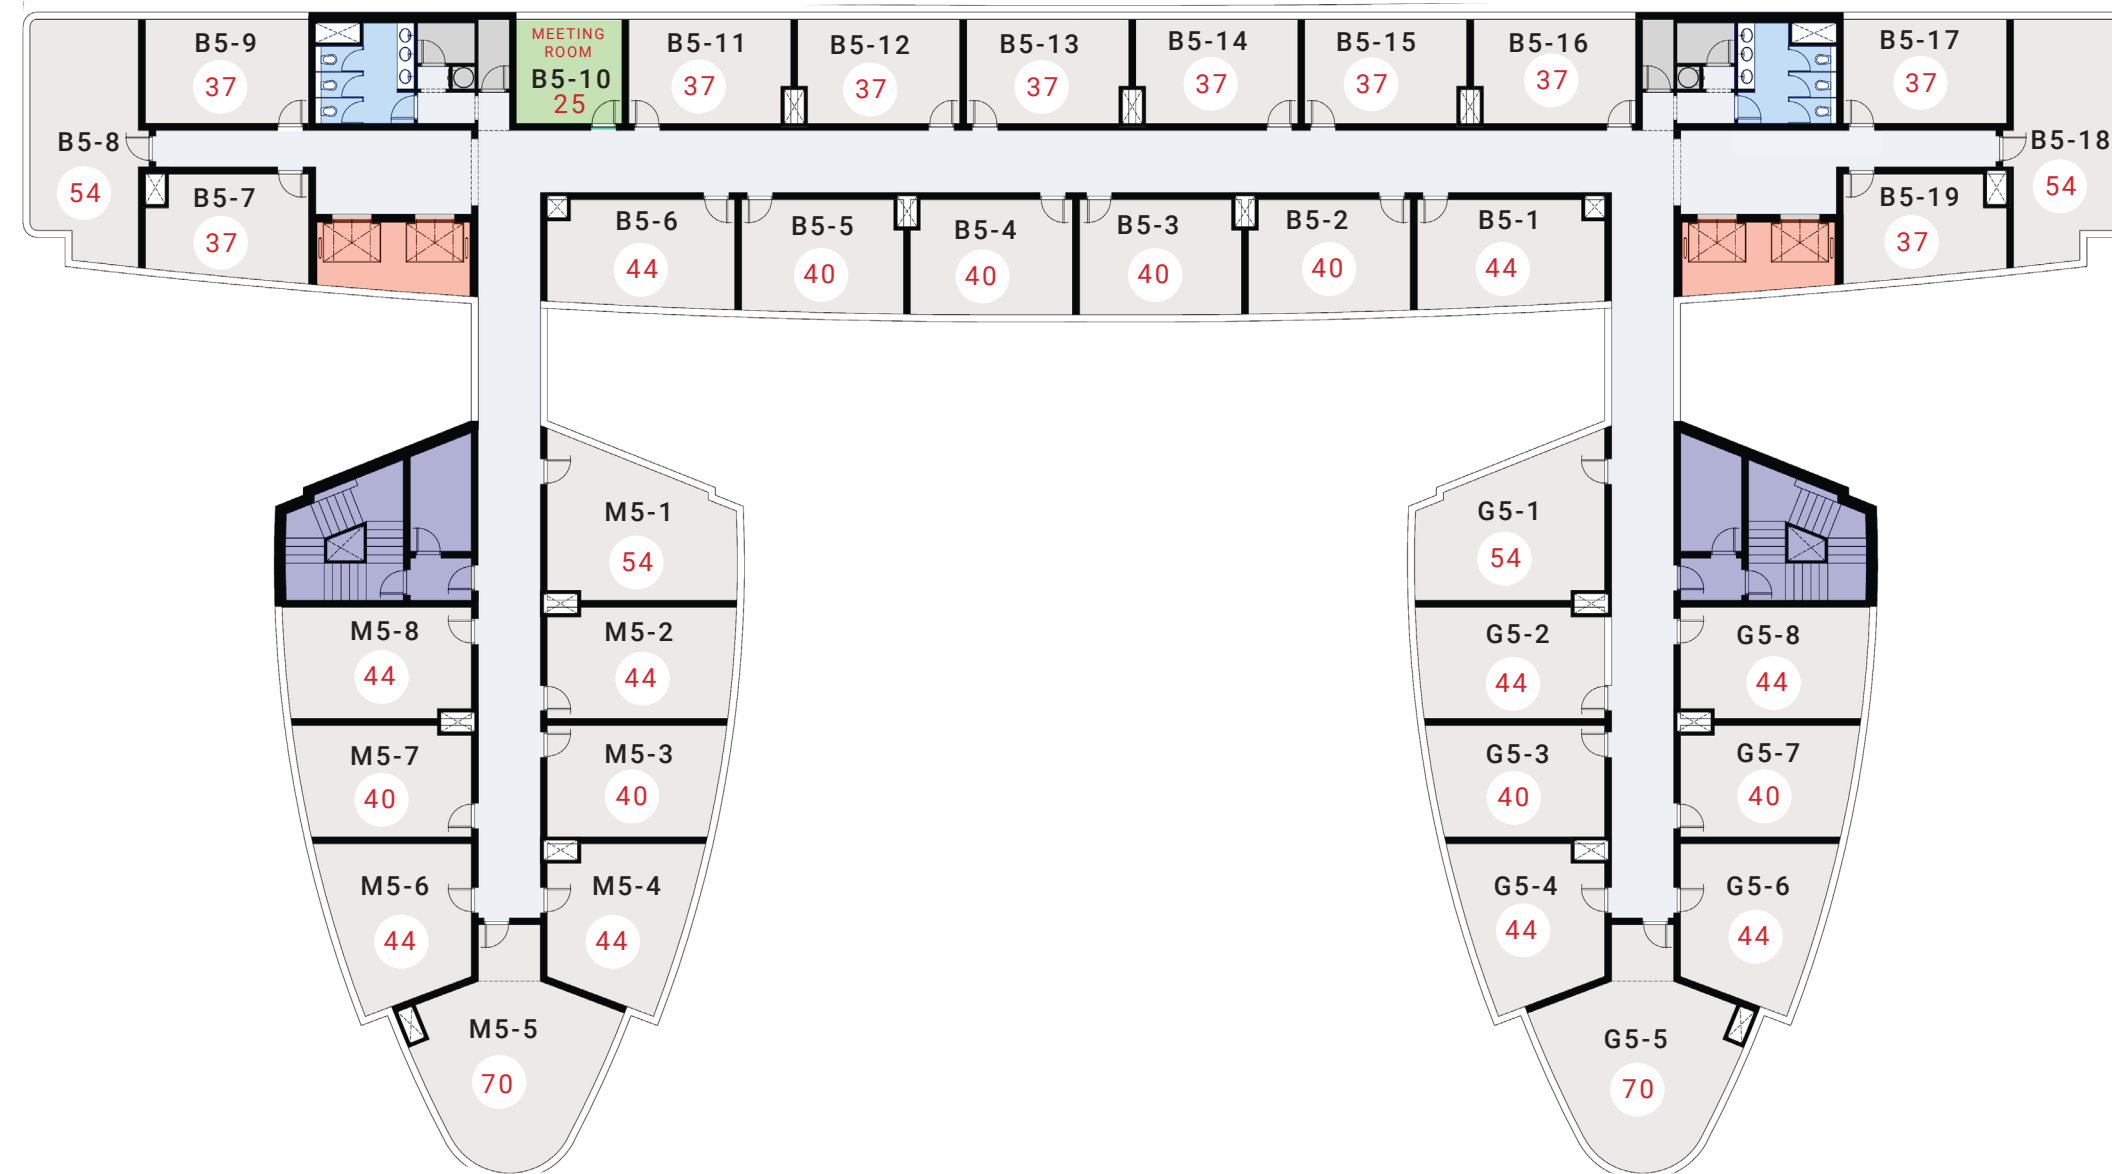 B5-9
37
MEETING
ROOM
B5-10
25
B5-11
37
B5-12
37
B5-13
37
B5-14
37
B5-15
37
B5-16
37
B5-17
37
B5-8
54
B5-18
54
B5-7
37
B5-19
37
B5-6
44
B5-5
40
B5-4
40
B5-3
40
B5-2
40
B5-1
44
M5-1
54
M5-8
44
M5-2
44
M5-7
40
M5-3
40
M5-6
44
M5-4
44
M5-5
70
G5-1
54
G5-2
44
G5-8
44
G5-3
40
G5-7
40
G5-4
44
G5-6
44
G5-5
70